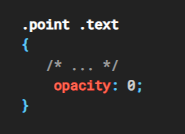 .point .text
{
/* ... */
opacity: 0;
}